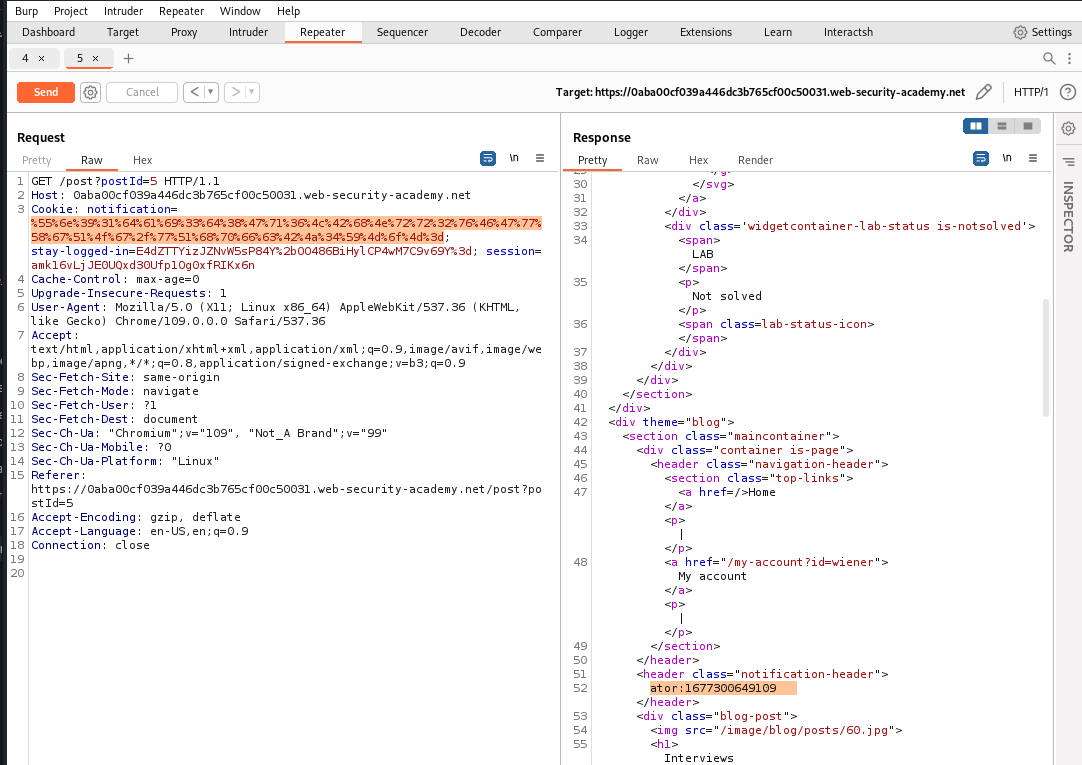 Burp Project Intruder Repeater Window Help
Dashboard Target Proxy Intruder Repeater Sequencer Decoder Comparer Logger Extensions Learn Interactsh Settings
4 × 5 × +
Send Cancel < > Target: https://0aba00cf039a446dc3b765cf00c50031.web-security-academy.net HTTP/1 ?
Request
Pretty Raw Hex \n
1 GET /post?postId=5 HTTP/1.1
2 Host: 0aba00cf039a446dc3b765cf00c50031.web-security-academy.net
3 Cookie: notification=
%55%6e%39%31%64%61%69%33%64%38%47%71%36%4c%42%68%4e%72%72%32%76%46%47%77%
58%67%51%4f%67%2f%77%51%68%70%66%63%42%4a%34%59%4d%6f%4d%3d;
stay-logged-in=E4dZTTYizJZNvW5sP84Y%2b0O486BiHylCP4wM7C9v69Y%3d; session=
amk16vLjJE0UQxd30Ufp1Og0xfRIKx6n
4 Cache-Control: max-age=0
5 Upgrade-Insecure-Requests: 1
6 User-Agent: Mozilla/5.0 (X11; Linux x86_64) AppleWebKit/537.36 (KHTML,
like Gecko) Chrome/109.0.0.0 Safari/537.36
7 Accept:
text/html,application/xhtml+xml,application/xml;q=0.9,image/avif,image/we
bp,image/apng,*/*;q=0.8,application/signed-exchange;v=b3;q=0.9
8 Sec-Fetch-Site: same-origin
9 Sec-Fetch-Mode: navigate
10 Sec-Fetch-User: ?1
11 Sec-Fetch-Dest: document
12 Sec-Ch-Ua: "Chromium";v="109", "Not_A Brand";v="99"
13 Sec-Ch-Ua-Mobile: ?0
14 Sec-Ch-Ua-Platform: "Linux"
15 Referer:
https://0aba00cf039a446dc3b765cf00c50031.web-security-academy.net/post?po
stId=5
16 Accept-Encoding: gzip, deflate
17 Accept-Language: en-US,en;q=0.9
18 Connection: close
19
20
Response
Pretty Raw Hex Render \n
29 </g>
30 </svg>
31 </a>
32 </div>
33 <div class='widgetcontainer-lab-status is-notsolved'>
34 <span>
LAB
</span>
35 <p>
Not solved
</p>
36 <span class=lab-status-icon>
</span>
37 </div>
38 </div>
39 </div>
40 </section>
41 </div>
42 <div theme="blog">
43 <section class="maincontainer">
44 <div class="container is-page">
45 <header class="navigation-header">
46 <section class="top-links">
47 <a href=/>Home
</a>
<p>
|
</p>
48 <a href="/my-account?id=wiener">
My account
</a>
<p>
|
</p>
49 </section>
50 </header>
51 <header class="notification-header">
52 ator:1677300649109
</header>
53 <div class="blog-post">
54 <img src="/image/blog/posts/60.jpg">
55 <h1>
Interviews
INSPECTOR